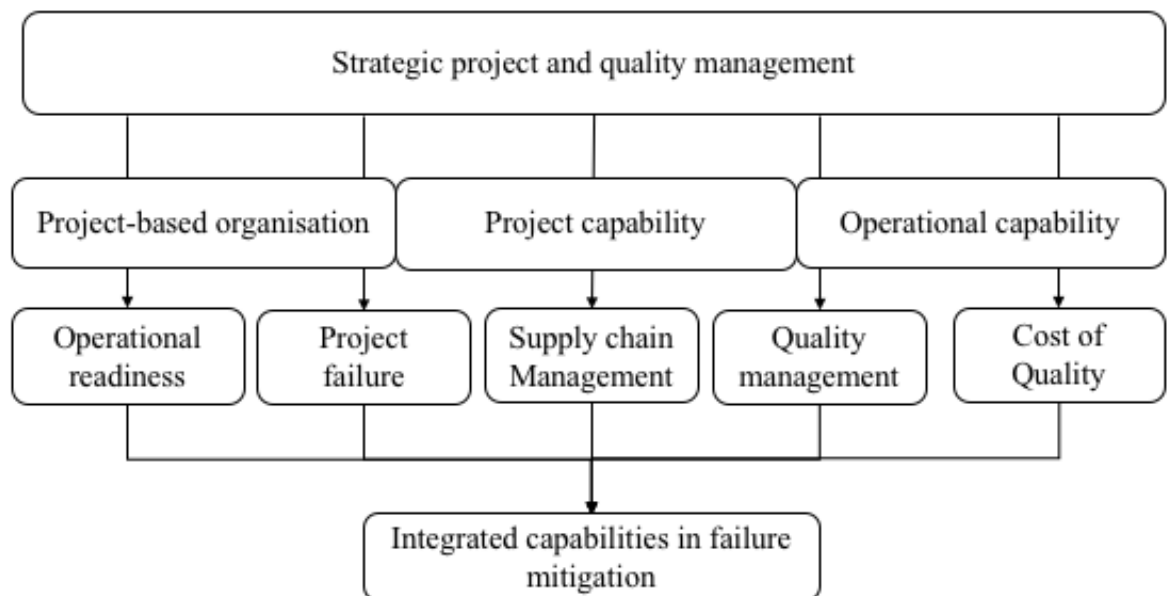 Strategic project and quality management
Project-based organisation
Project capability
Operational capability
Operational
readiness
Project
failure
Supply chain
Management
Quality
management
Cost of
Quality
Integrated capabilities in failure
mitigation